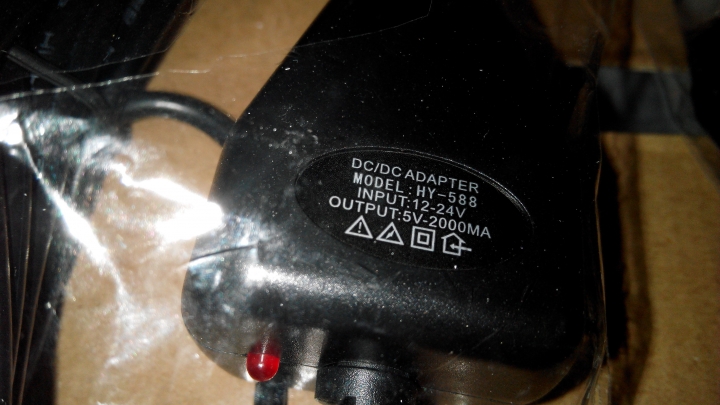 DC/DC ADAPTER
MODEL:HY-588
INPUT:12-24V
OUTPUT:5V-2000MA